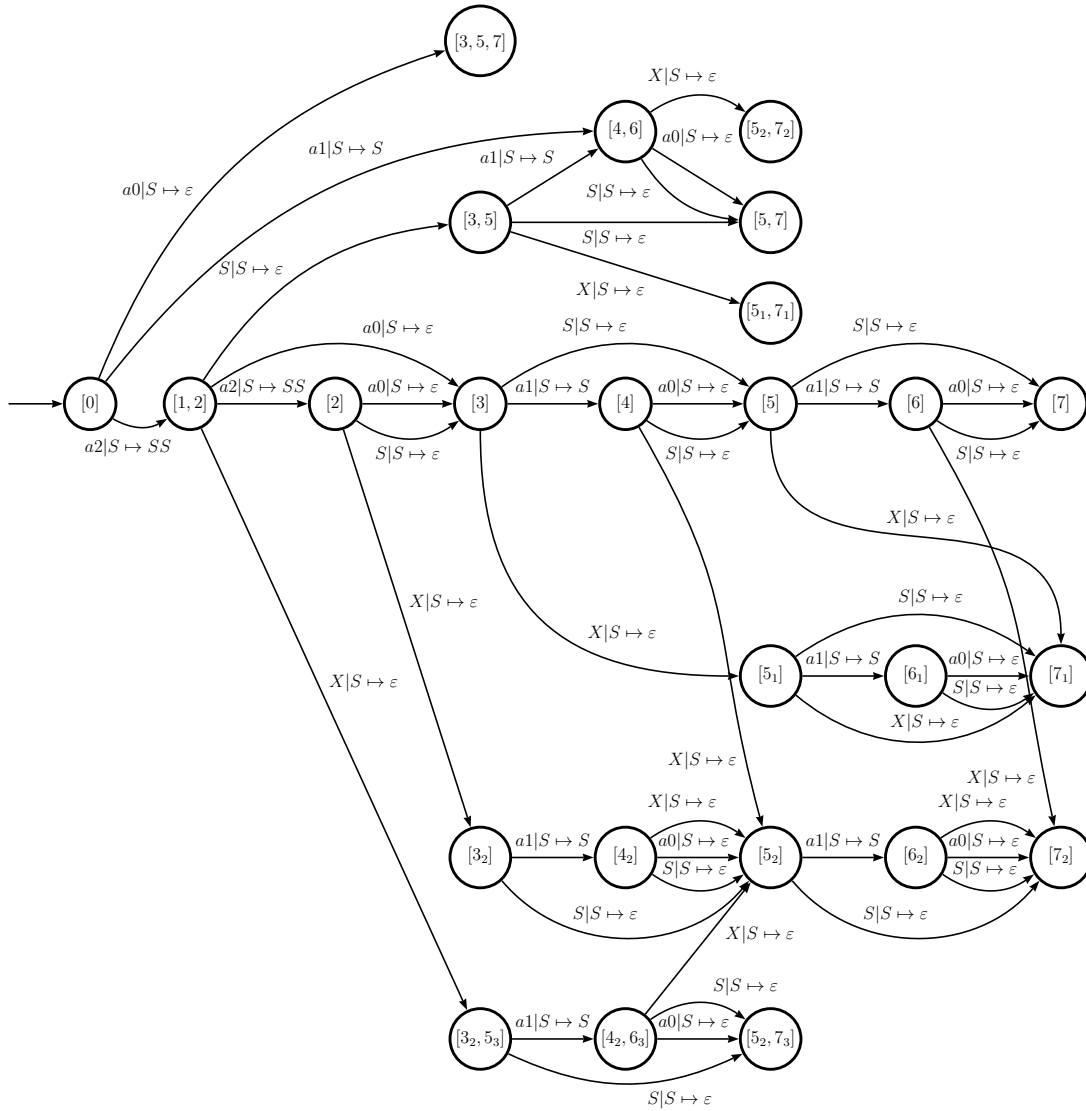 [3, 5, 7]
X|S ↦ ε
[4, 6]
[5₂, 7₂]
a0|S ↦ ε
a1|S ↦ S
a1|S ↦ S
a0|S ↦ ε
S|S ↦ ε
[3, 5]
[5, 7]
S|S ↦ ε
S|S ↦ ε
X|S ↦ ε
[5₁, 7₁]
a0|S ↦ ε
S|S ↦ ε
S|S ↦ ε
[0]
[1, 2]
a2|S ↦ SS
[2]
a0|S ↦ ε
[3]
a1|S ↦ S
[4]
a0|S ↦ ε
[5]
a1|S ↦ S
[6]
a0|S ↦ ε
[7]
a2|S ↦ SS
S|S ↦ ε
S|S ↦ ε
S|S ↦ ε
X|S ↦ ε
X|S ↦ ε
S|S ↦ ε
X|S ↦ ε
[5₁]
a1|S ↦ S
[6₁]
a0|S ↦ ε
S|S ↦ ε
[7₁]
X|S ↦ ε
X|S ↦ ε
X|S ↦ ε
X|S ↦ ε
X|S ↦ ε
X|S ↦ ε
[3₂]
a1|S ↦ S
[4₂]
a0|S ↦ ε
S|S ↦ ε
[5₂]
a1|S ↦ S
[6₂]
a0|S ↦ ε
S|S ↦ ε
[7₂]
S|S ↦ ε
S|S ↦ ε
X|S ↦ ε
S|S ↦ ε
[3₂, 5₃]
a1|S ↦ S
[4₂, 6₃]
a0|S ↦ ε
[5₂, 7₃]
S|S ↦ ε